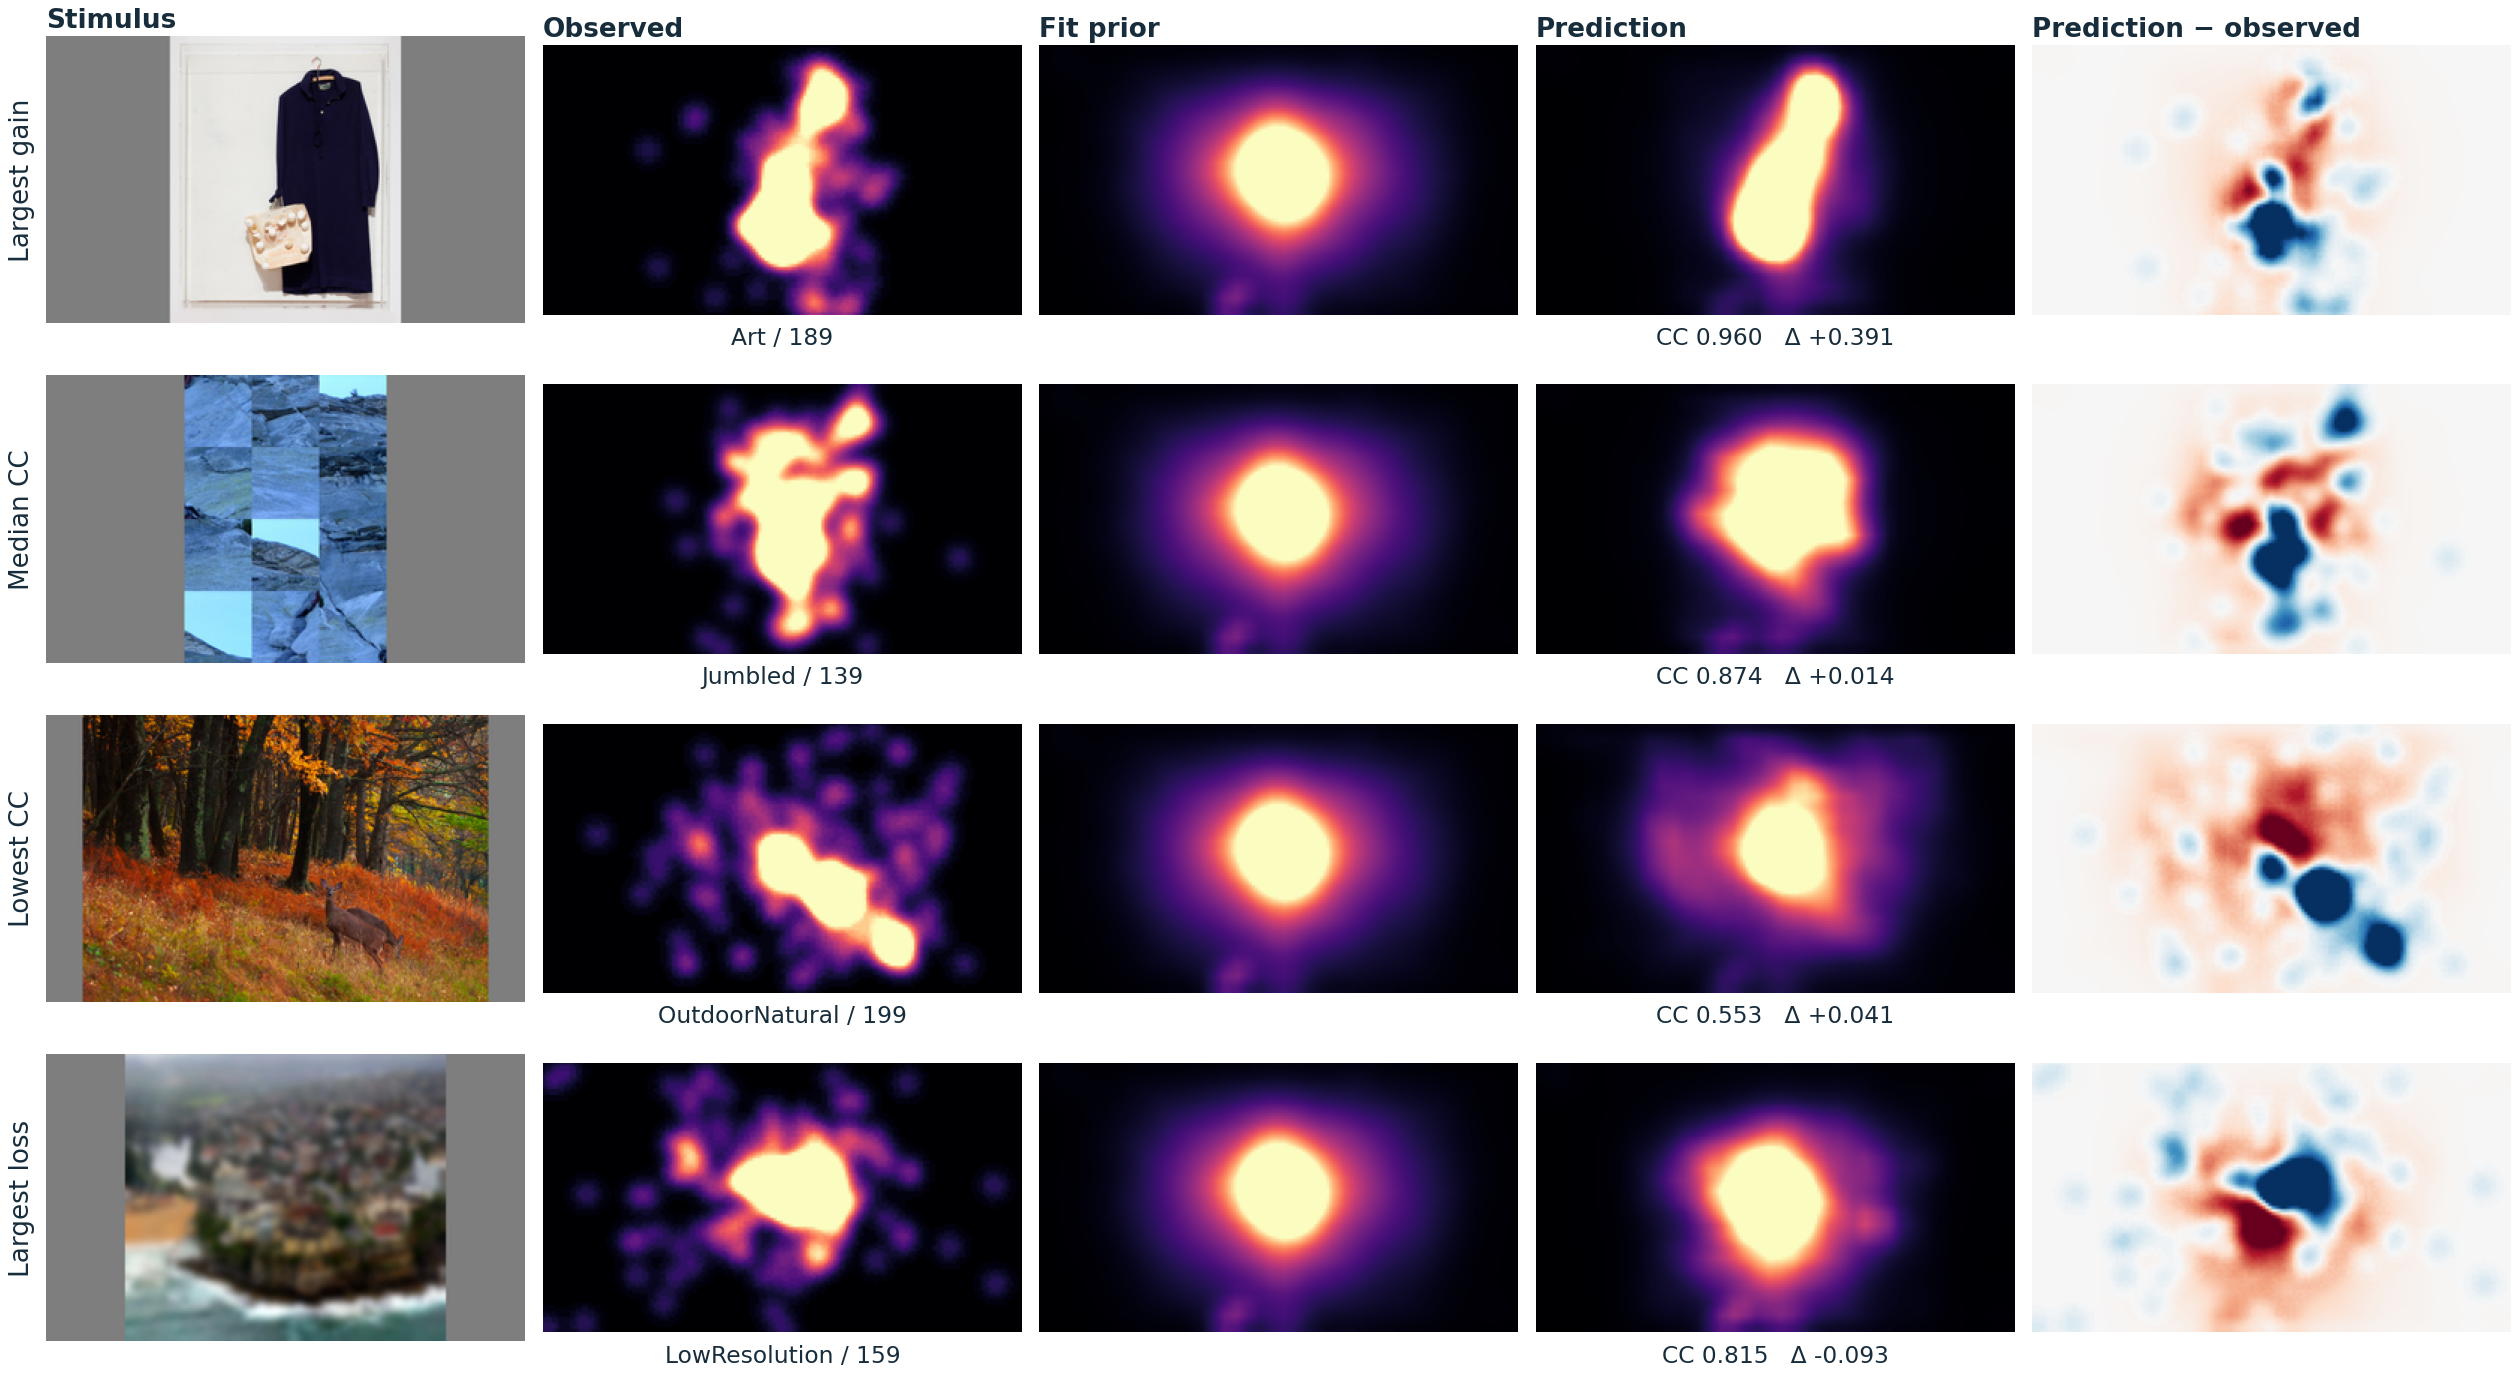 Stimulus
Observed
Fit prior
Prediction
Prediction − observed
Largest gain
Art / 189
CC 0.960 Δ +0.391
Median CC
Jumbled / 139
CC 0.874 Δ +0.014
Lowest CC
OutdoorNatural / 199
CC 0.553 Δ +0.041
Largest loss
LowResolution / 159
CC 0.815 Δ -0.093